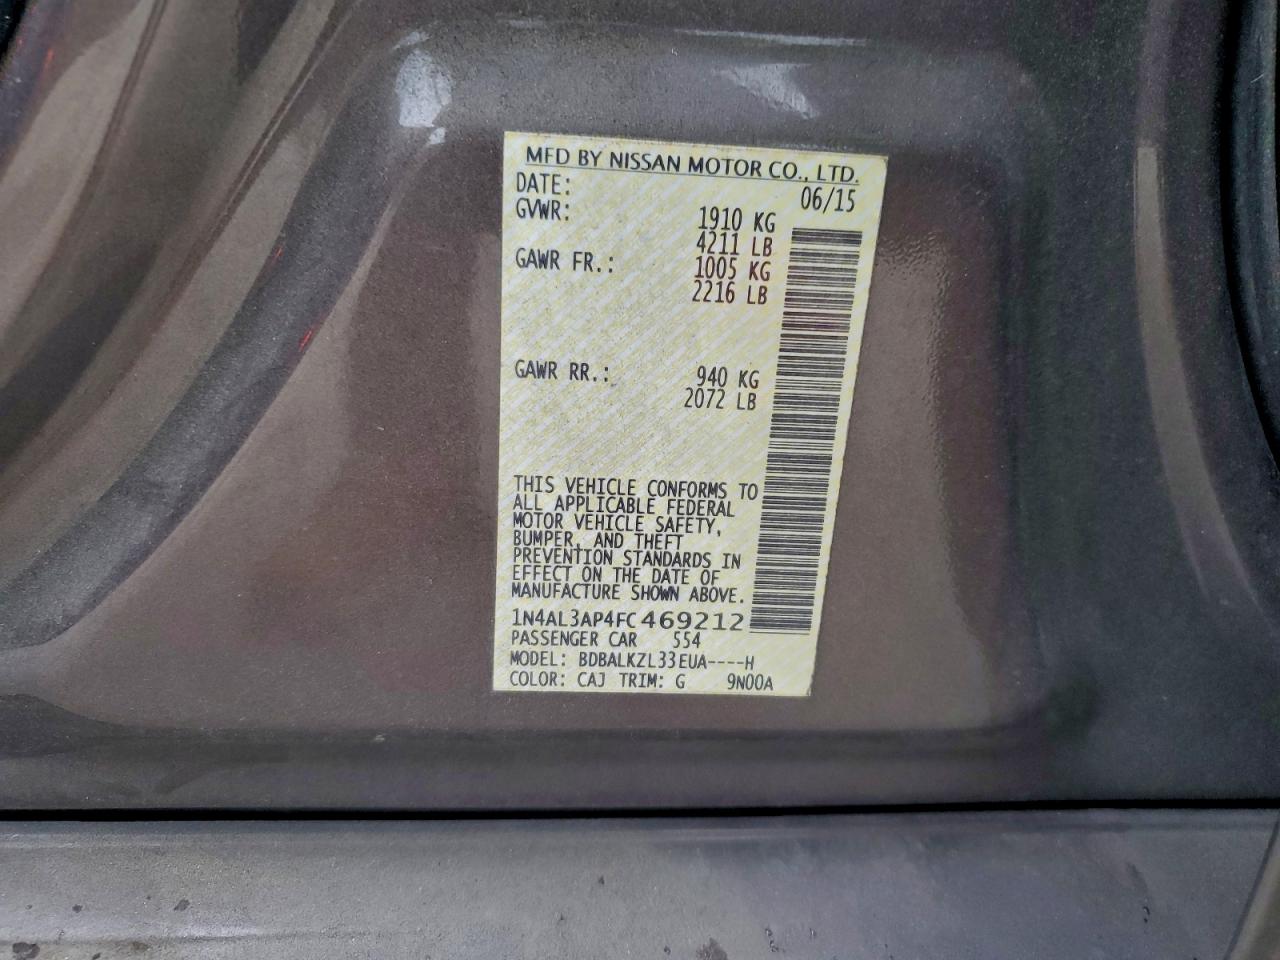 MFD BY NISSAN MOTOR CO., LTD.
DATE: 06/15
GVWR: 1910 KG
4211 LB
GAWR FR.: 1005 KG
2216 LB
GAWR RR.: 940 KG
2072 LB
THIS VEHICLE CONFORMS TO
ALL APPLICABLE FEDERAL
MOTOR VEHICLE SAFETY,
BUMPER, AND THEFT
PREVENTION STANDARDS IN
EFFECT ON THE DATE OF
MANUFACTURE SHOWN ABOVE.
1N4AL3AP4FC469212
PASSENGER CAR 554
MODEL: BDBALKZL33EUA----H
COLOR: CAJ TRIM: G 9N00A